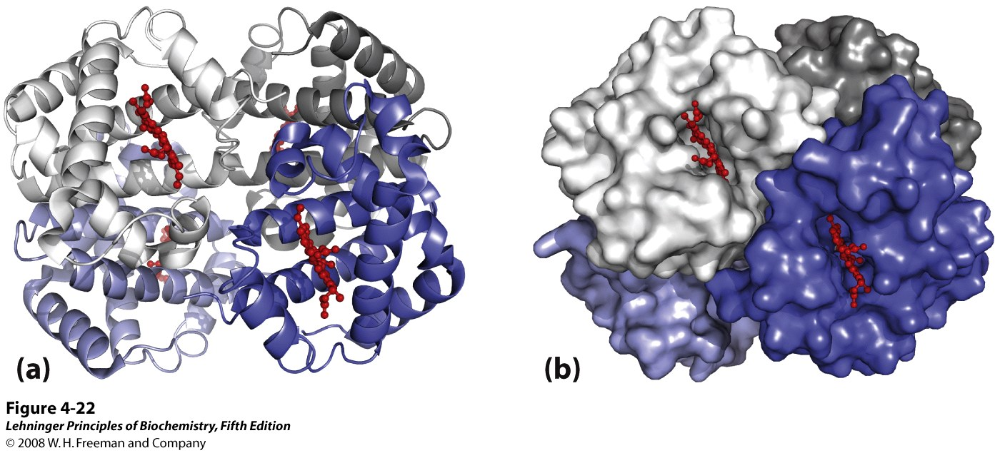 (a)
(b)
Figure 4-22
Lehninger Principles of Biochemistry, Fifth Edition
© 2008 W. H. Freeman and Company